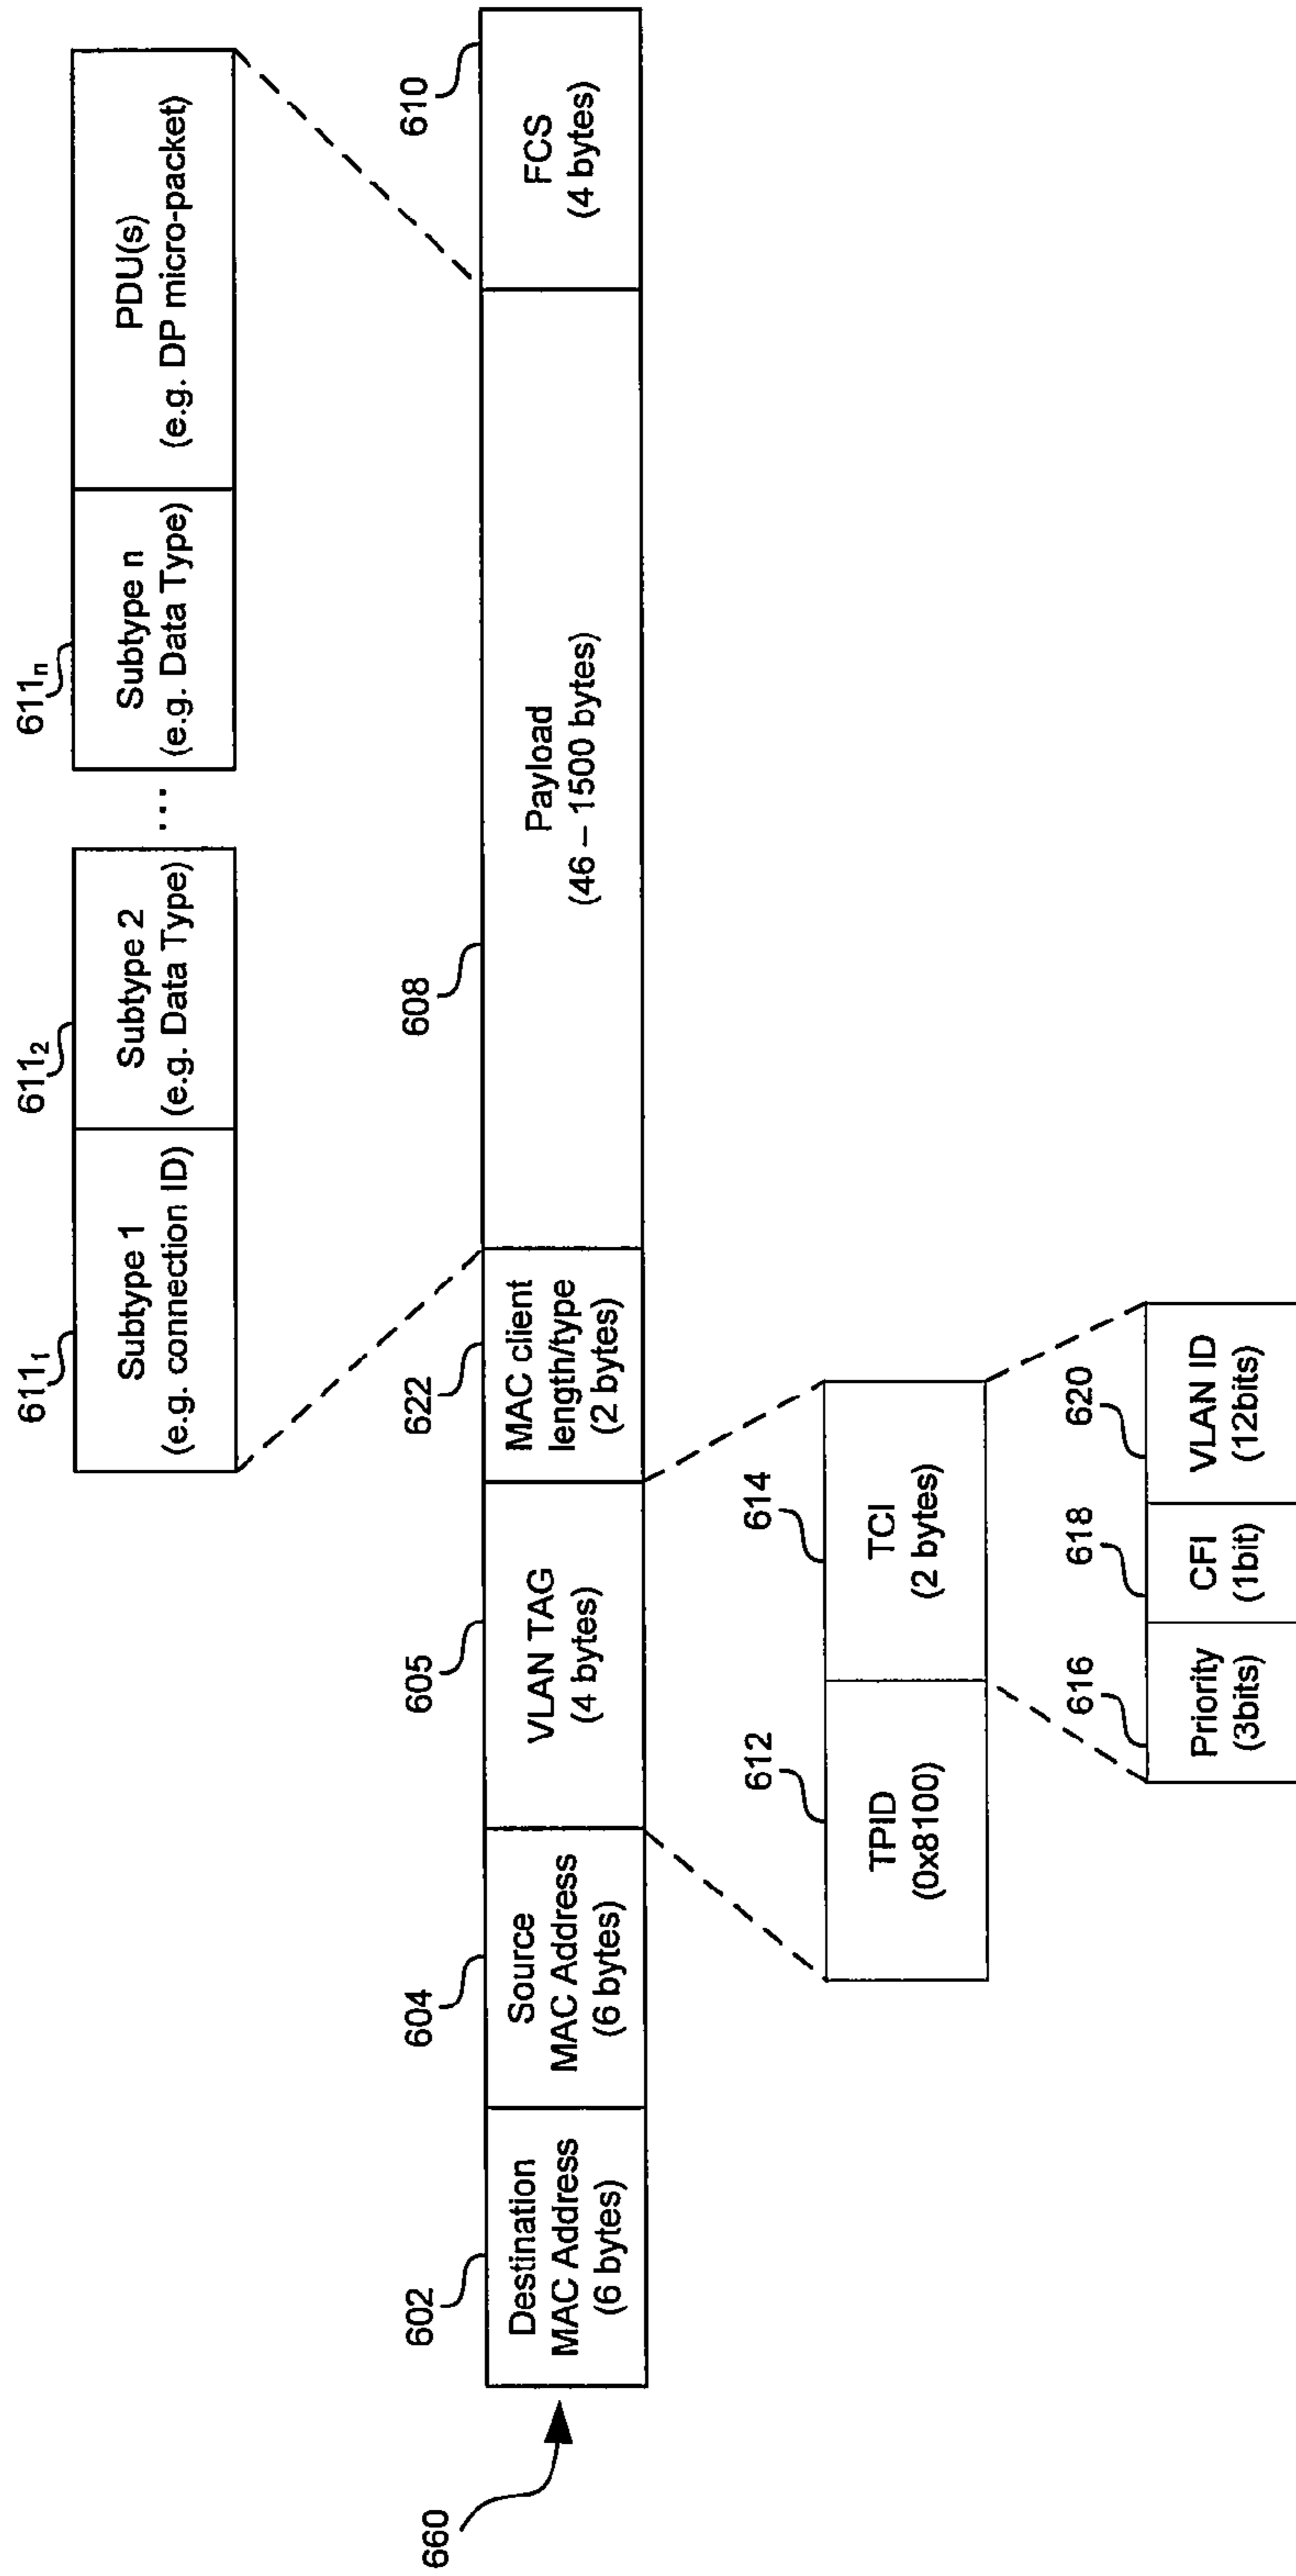 611₁
611₂
611ₙ
Subtype 1
(e.g. connection ID)
Subtype 2
(e.g. Data Type)
...
Subtype n
(e.g. Data Type)
PDU(s)
(e.g. DP micro-packet)
660
602
604
605
622
608
610
Destination
MAC Address
(6 bytes)
Source
MAC Address
(6 bytes)
VLAN TAG
(4 bytes)
MAC client
length/type
(2 bytes)
Payload
(46 – 1500 bytes)
FCS
(4 bytes)
612
614
TPID
(0x8100)
TCI
(2 bytes)
616
618
620
Priority
(3bits)
CFI
(1bit)
VLAN ID
(12bits)